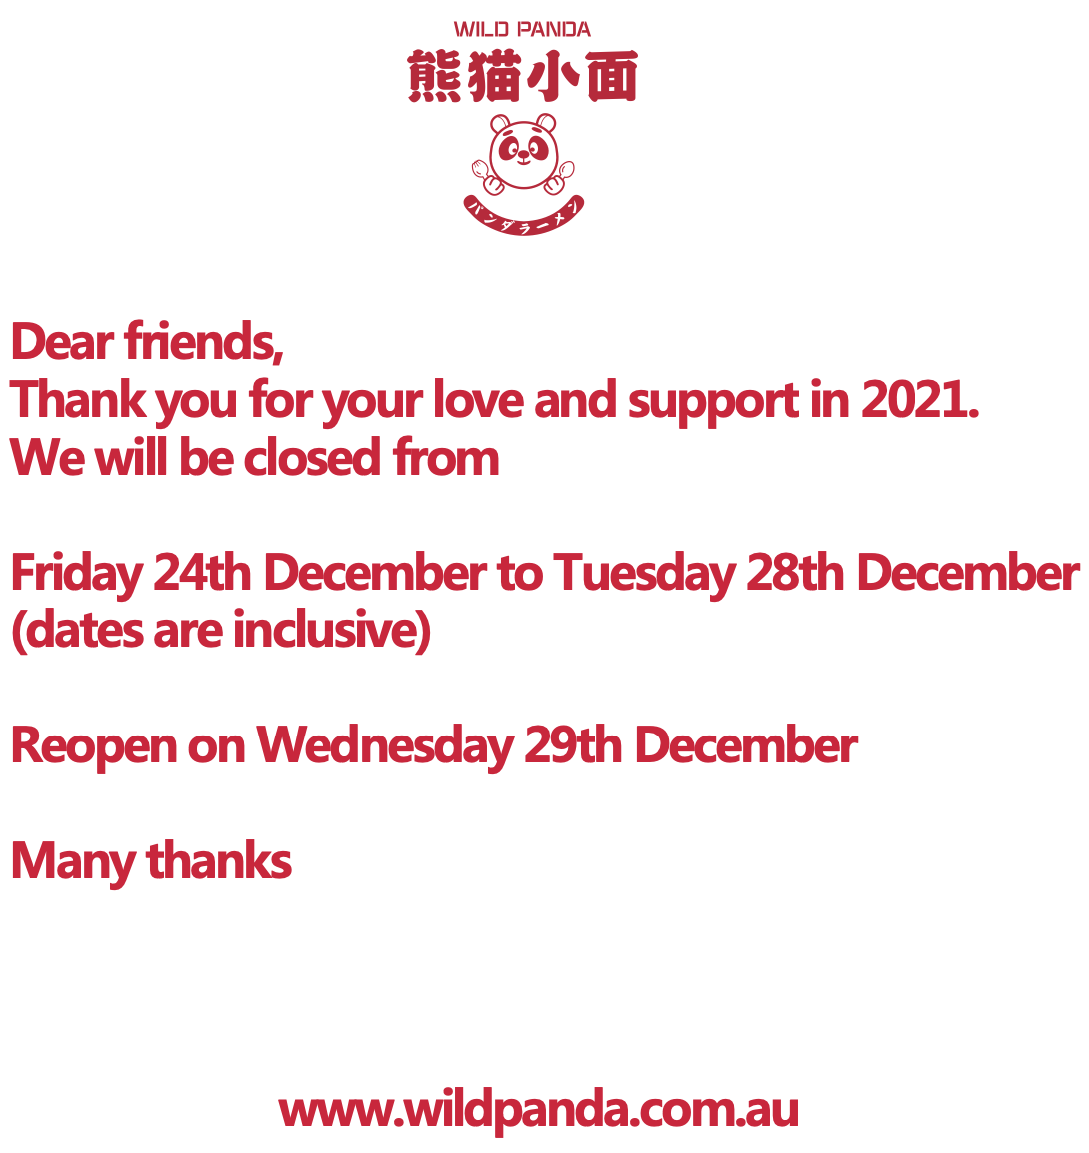 WILD PANDA
熊猫小面
パンダラーメン
Dear friends,
Thank you for your love and support in 2021.
We will be closed from
Friday 24th December to Tuesday 28th December
(dates are inclusive)
Reopen on Wednesday 29th December
Many thanks
www.wildpanda.com.au